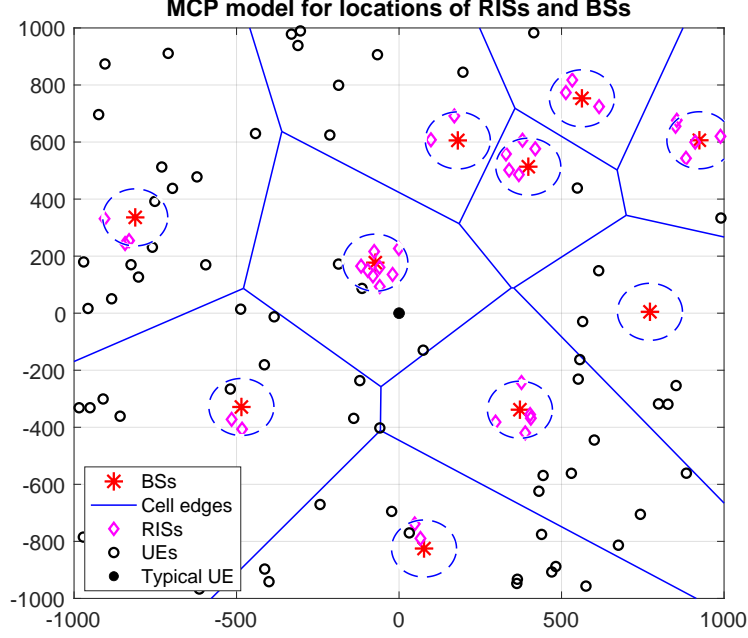 MCP model for locations of RISs and BSs
1000
800
600
400
200
0
-200
-400
-600
-800
-1000
BSs
Cell edges
RISs
UEs
Typical UE
-1000 -500 0 500 1000